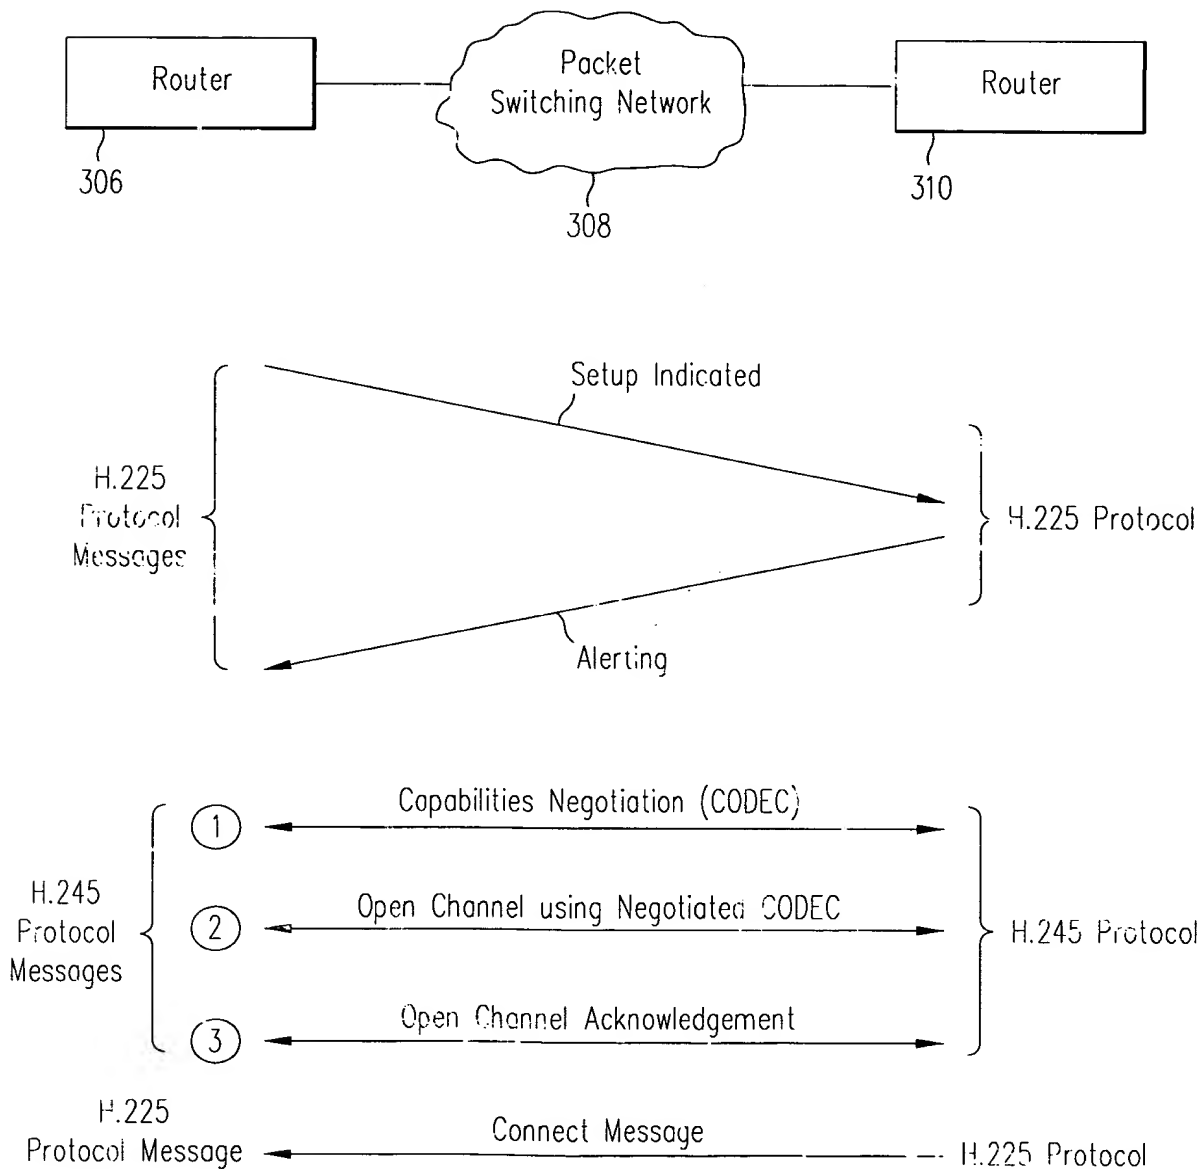 Router
Packet
Switching Network
Router
306
308
310
Setup Indicated
H.225
Protocol
Messages
H.225 Protocol
Alerting
Capabilities Negotiation (CODEC)
1
H.245
Protocol
Messages
Open Channel using Negotiated CODEC
2
H.245 Protocol
Open Channel Acknowledgement
3
H.225
Protocol Message
Connect Message
H.225 Protocol